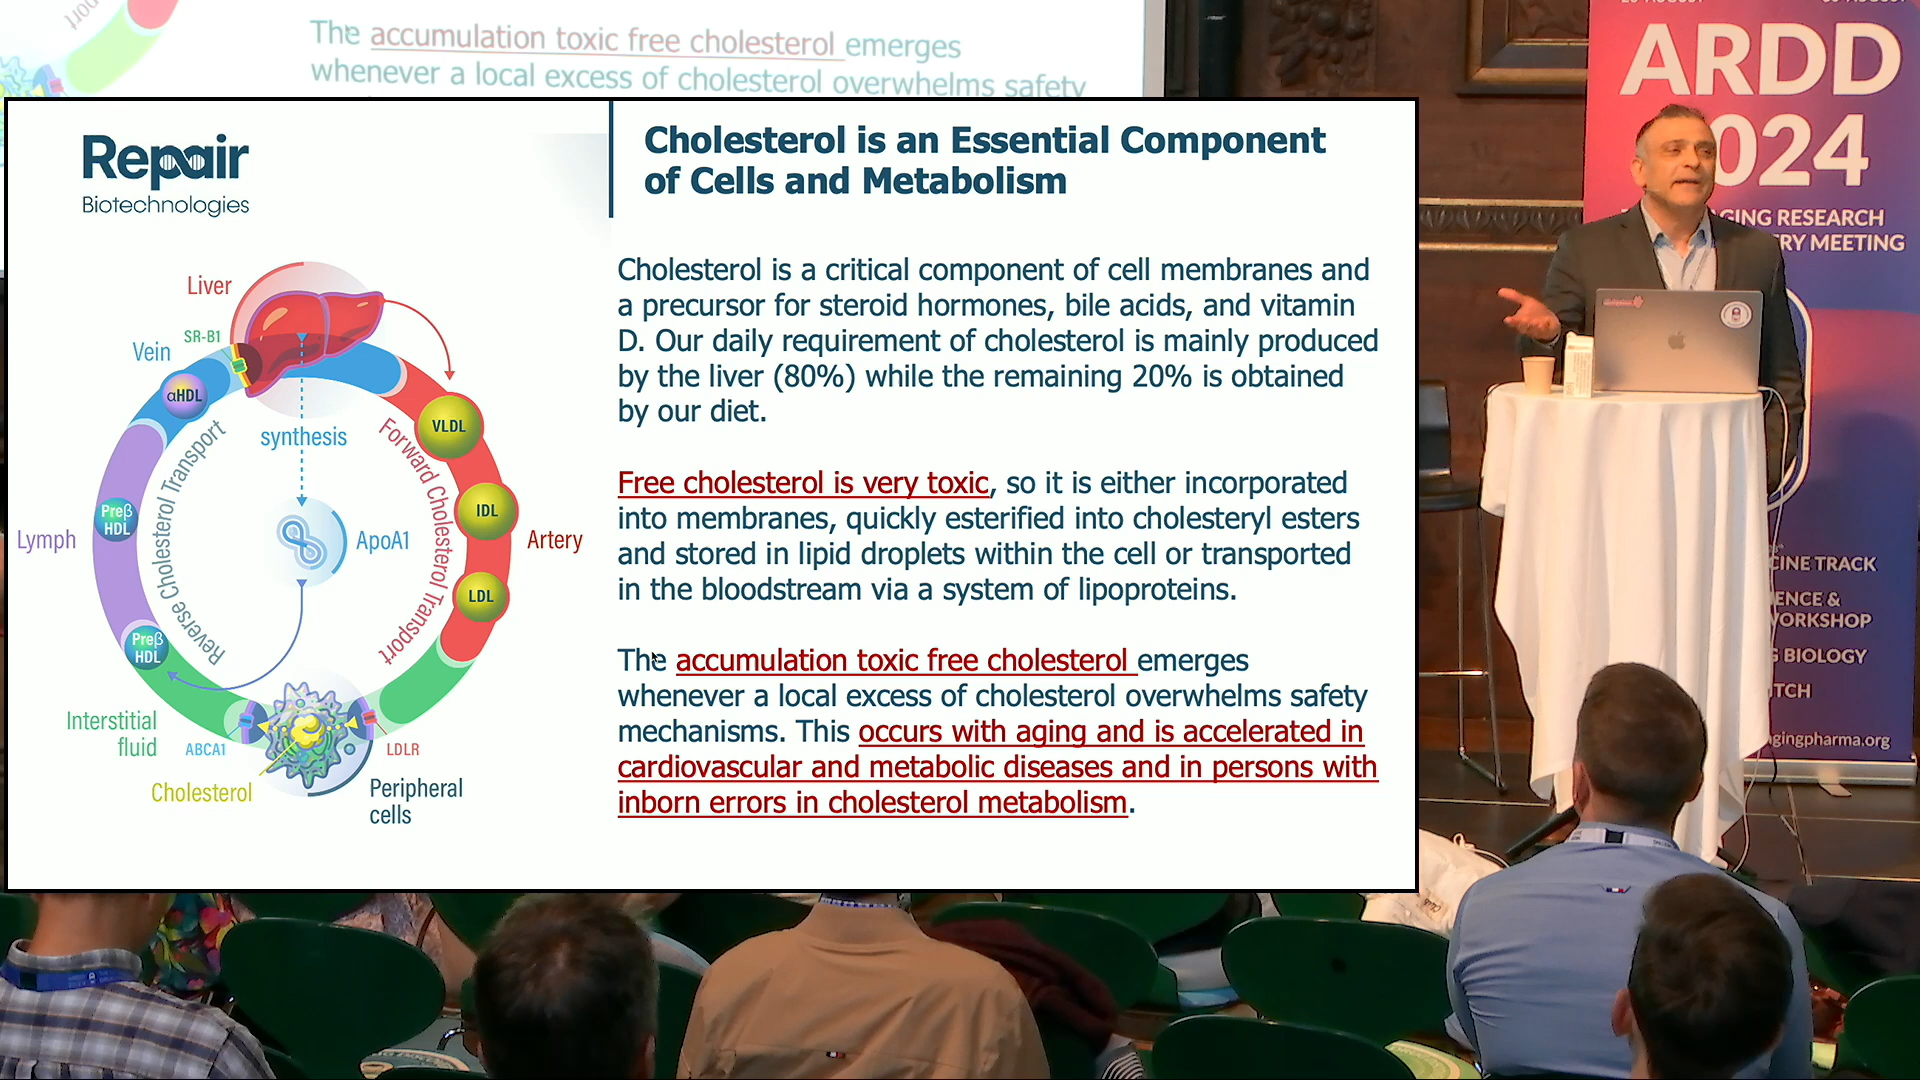 The accumulation toxic free cholesterol emerges
whenever a local excess of cholesterol overwhelms safety
Repair
Biotechnologies
Cholesterol is an Essential Component
of Cells and Metabolism
Cholesterol is a critical component of cell membranes and
a precursor for steroid hormones, bile acids, and vitamin
D. Our daily requirement of cholesterol is mainly produced
by the liver (80%) while the remaining 20% is obtained
by our diet.
Free cholesterol is very toxic, so it is either incorporated
into membranes, quickly esterified into cholesteryl esters
and stored in lipid droplets within the cell or transported
in the bloodstream via a system of lipoproteins.
The accumulation toxic free cholesterol emerges
whenever a local excess of cholesterol overwhelms safety
mechanisms. This occurs with aging and is accelerated in
cardiovascular and metabolic diseases and in persons with
inborn errors in cholesterol metabolism.
Liver
SR-B1
Vein
αHDL
synthesis
VLDL
Reverse Cholesterol Transport
Forward Cholesterol Transport
Preβ
HDL
IDL
Lymph
ApoA1
Artery
LDL
Preβ
HDL
Interstitial
fluid
ABCA1
LDLR
Cholesterol
Peripheral
cells
ARDD
024
GING RESEARCH
RY MEETING
CINE TRACK
ENCE &
ORKSHOP
BIOLOGY
ITCH
gingpharma.org